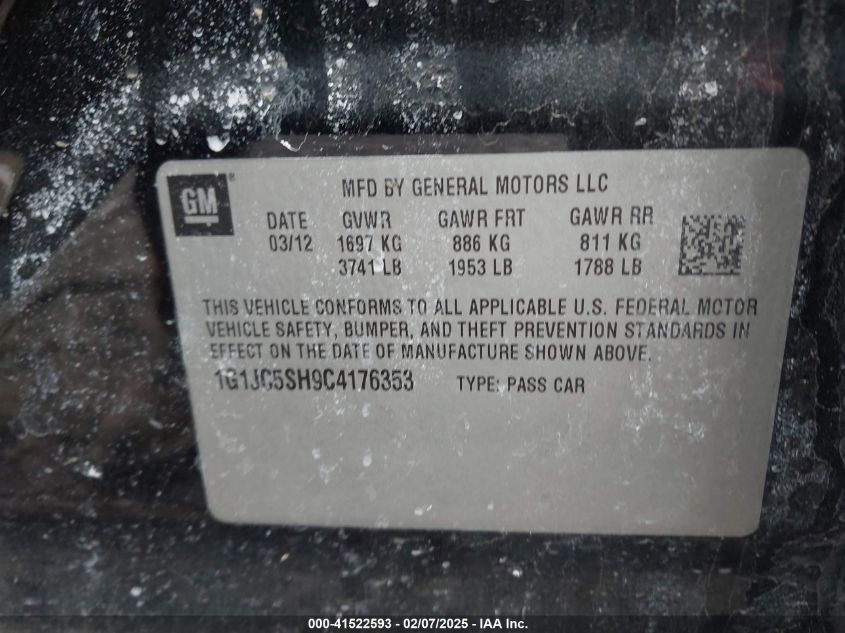 GM ®
MFD BY GENERAL MOTORS LLC
DATE GVWR GAWR FRT GAWR RR
03/12 1697 KG 886 KG 811 KG
3741 LB 1953 LB 1788 LB
THIS VEHICLE CONFORMS TO ALL APPLICABLE U.S. FEDERAL MOTOR
VEHICLE SAFETY, BUMPER, AND THEFT PREVENTION STANDARDS IN
EFFECT ON THE DATE OF MANUFACTURE SHOWN ABOVE.
1G1JC5SH9C4176353 TYPE: PASS CAR
000-41522593 - 02/07/2025 - IAA Inc.